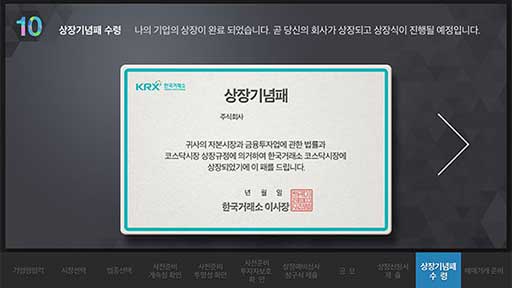 10 상장기념패 수령 나의 기업의 상장이 완료 되었습니다. 곧 당신의 회사가 상장되고 상장식이 진행될 예정입니다.
KRX 한국거래소
상장기념패
주식회사
귀사의 자본시장과 금융투자업에 관한 법률과
코스닥시장 상장규정에 의거하여 한국거래소 코스닥시장에
상장되었기에 이 패를 드립니다.
년 월 일
한국거래소 이사장
기업명입력
시장선택
업종선택
사전준비
계속성 확인
사전준비
투명성 확인
사전준비
투자자보호
확 인
상장예비심사
청구서 제출
공 모
상장신청서
제 출
상장기념패
수 령
매매거래 준비